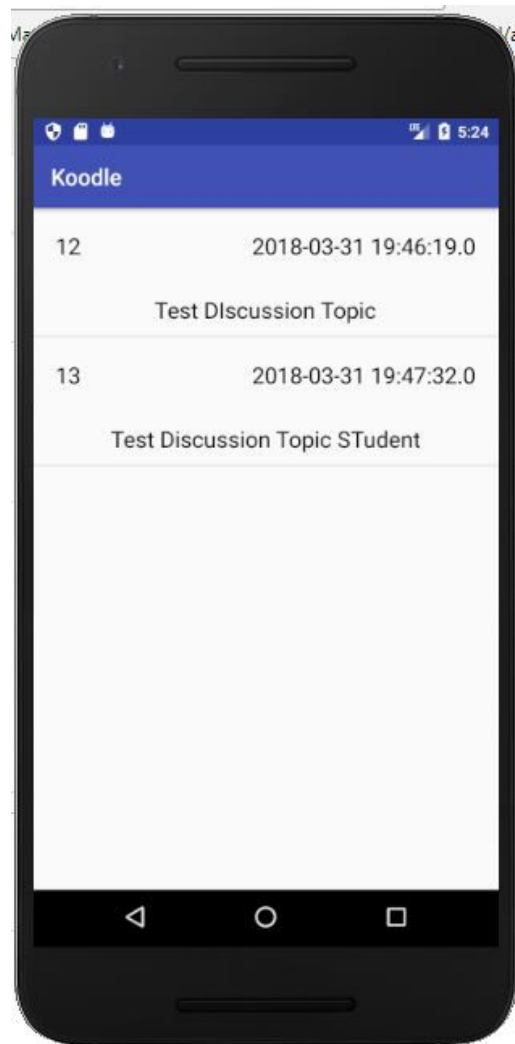 5:24
Koodle
12 2018-03-31 19:46:19.0
Test DIscussion Topic
13 2018-03-31 19:47:32.0
Test Discussion Topic STudent